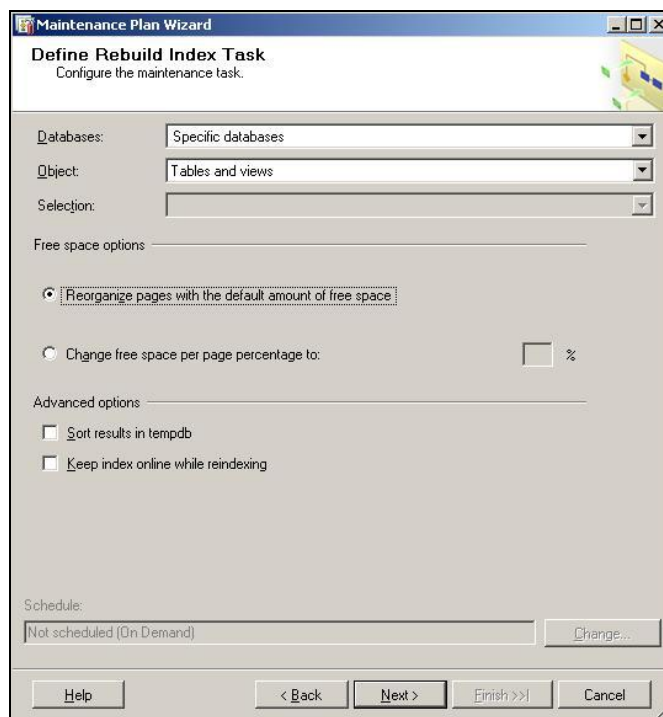 Maintenance Plan Wizard
Define Rebuild Index Task
Configure the maintenance task.
Databases: Specific databases
Object: Tables and views
Selection:
Free space options
Reorganize pages with the default amount of free space
Change free space per page percentage to: %
Advanced options
Sort results in tempdb
Keep index online while reindexing
Schedule:
Not scheduled (On Demand) Change...
Help < Back Next > Finish >>| Cancel